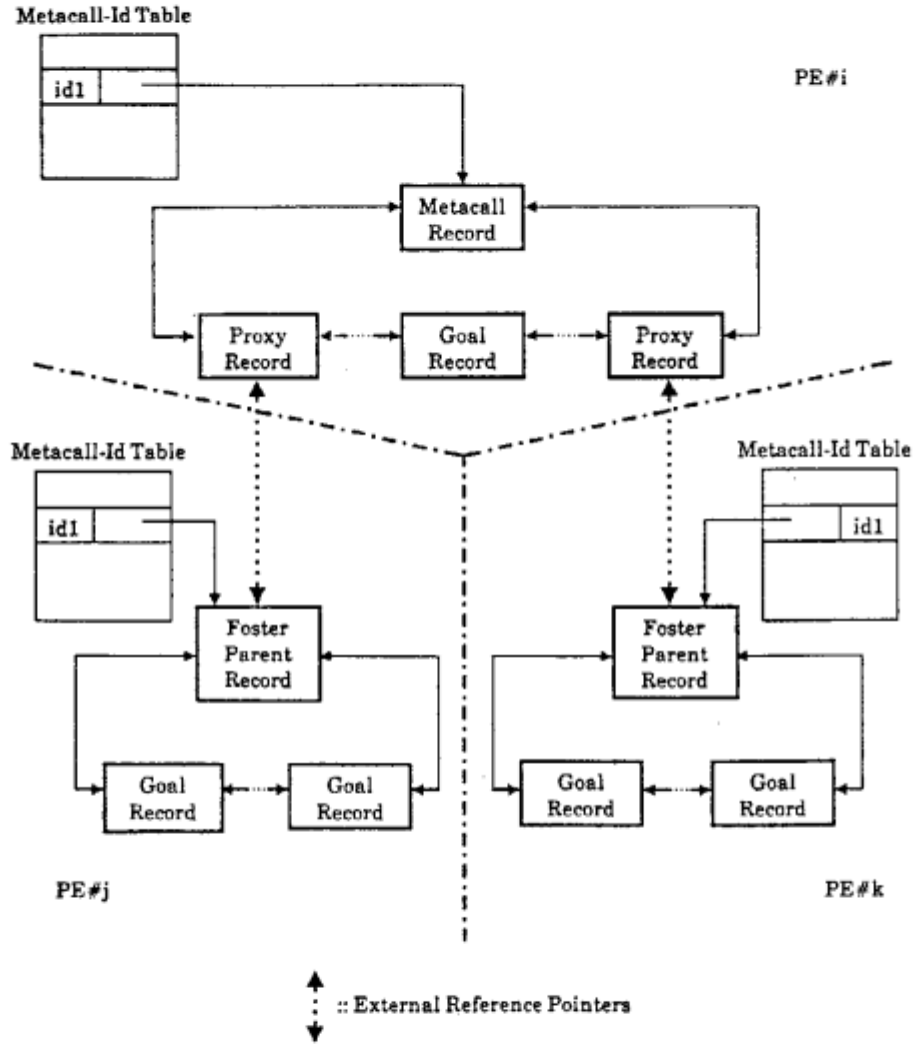 Metacall-Id Table
id1
PE#i
Metacall
Record
Proxy
Record
Goal
Record
Proxy
Record
Metacall-Id Table
id1
Metacall-Id Table
id1
Foster
Parent
Record
Foster
Parent
Record
Goal
Record
Goal
Record
Goal
Record
Goal
Record
PE#j
PE#k
:: External Reference Pointers